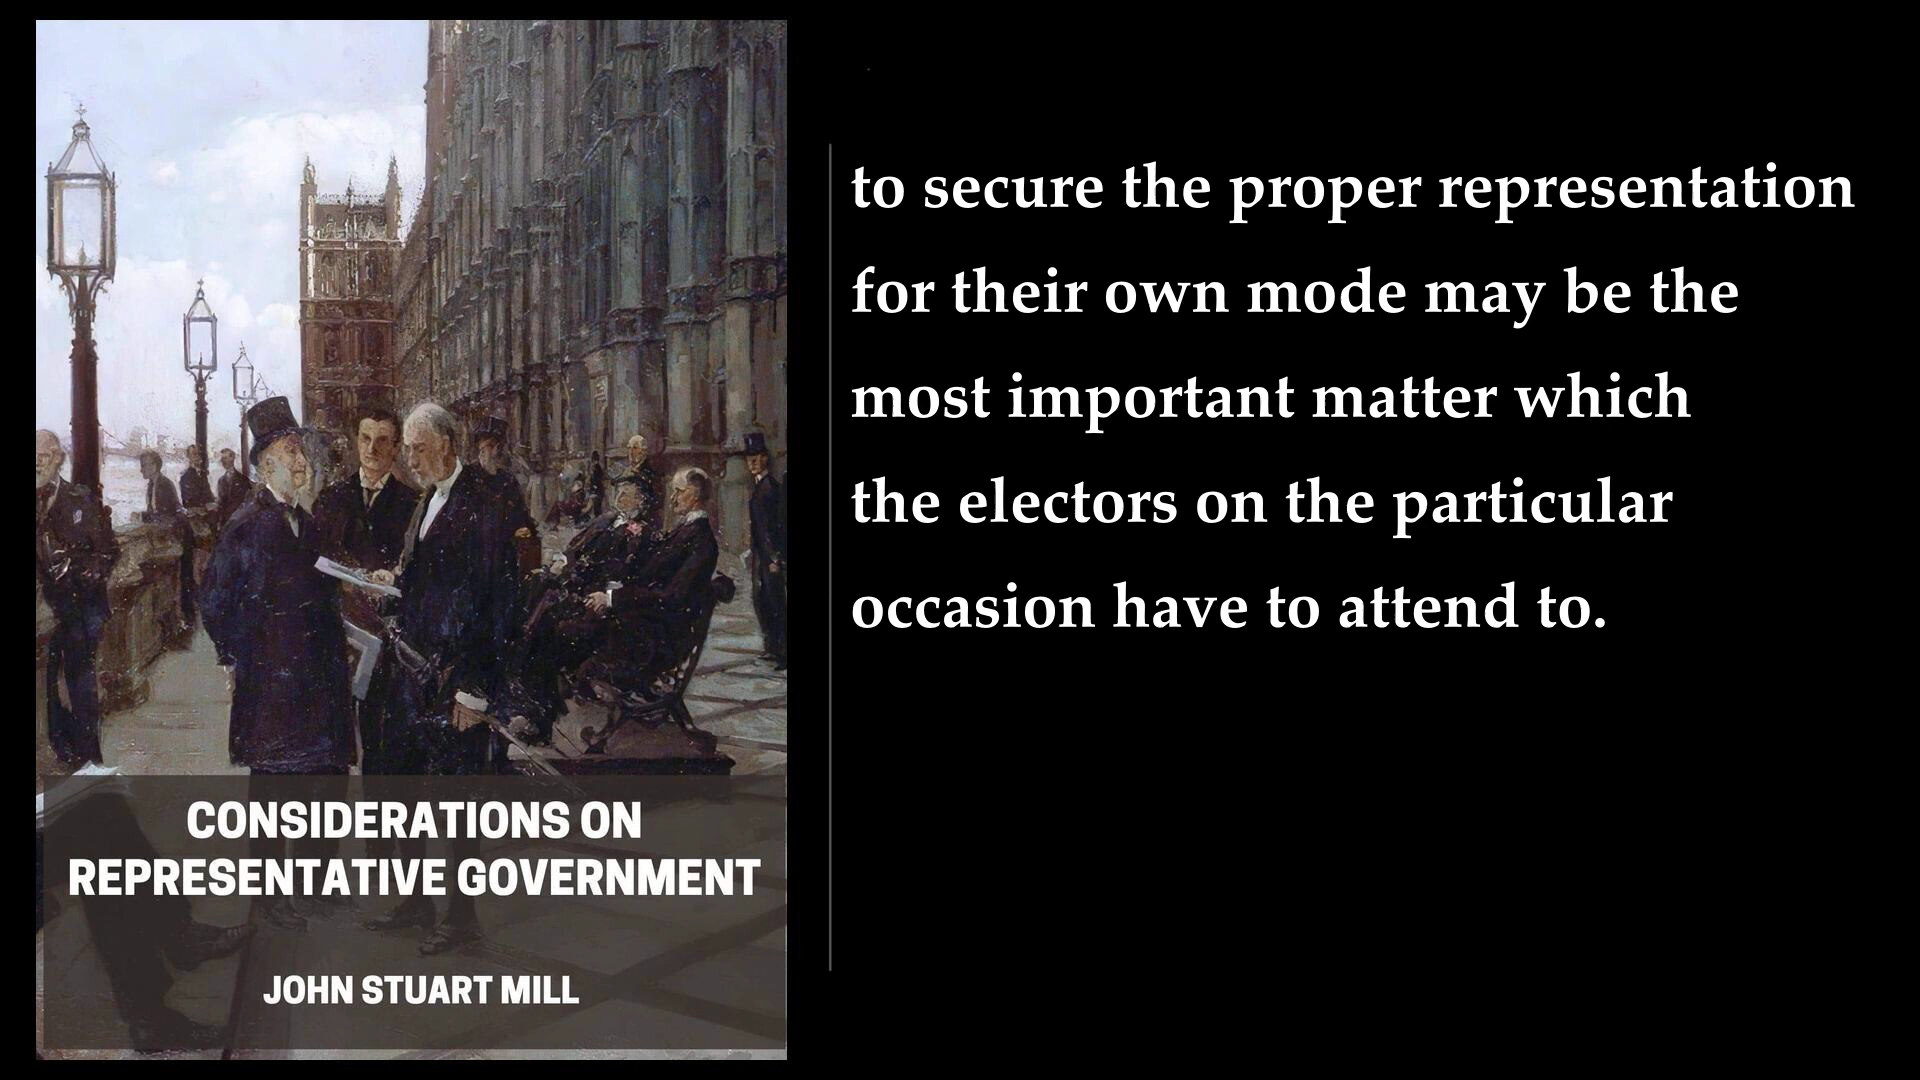 to secure the proper representation
for their own mode may be the
most important matter which
the electors on the particular
occasion have to attend to.
CONSIDERATIONS ON
REPRESENTATIVE GOVERNMENT
JOHN STUART MILL